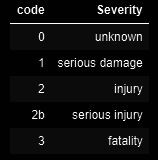 code Severity
0 unknown
1 serious damage
2 injury
2b serious injury
3 fatality